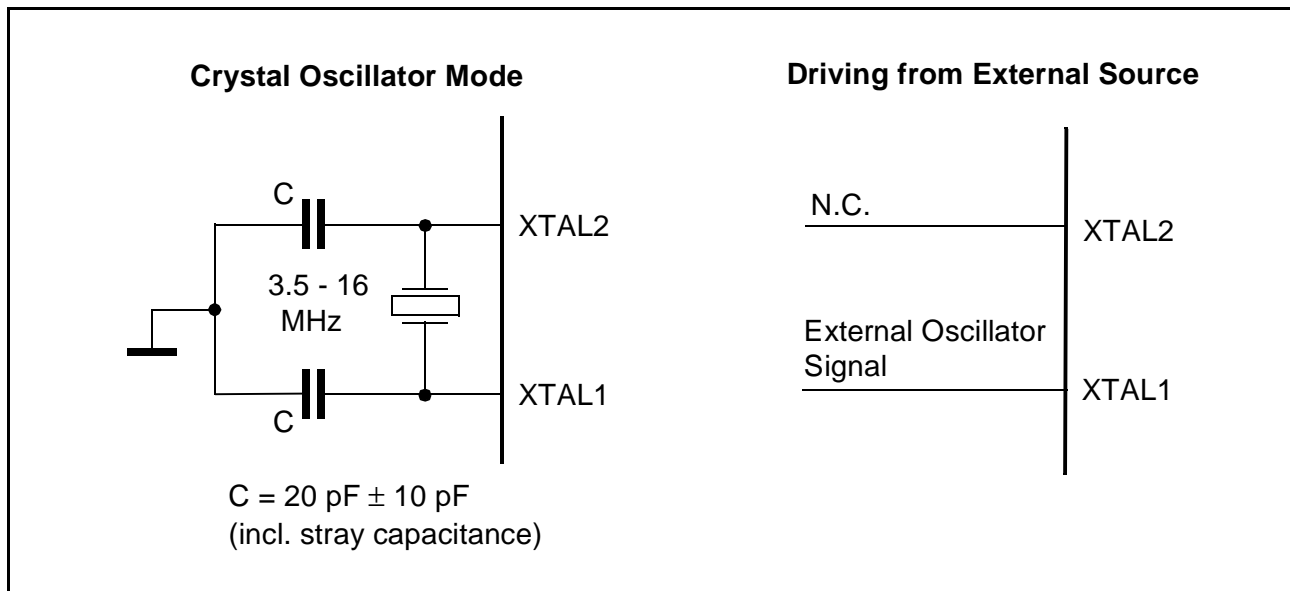 Crystal Oscillator Mode
C
XTAL2
3.5 - 16
MHz
XTAL1
C
C = 20 pF ± 10 pF
(incl. stray capacitance)
Driving from External Source
N.C.
XTAL2
External Oscillator
Signal
XTAL1